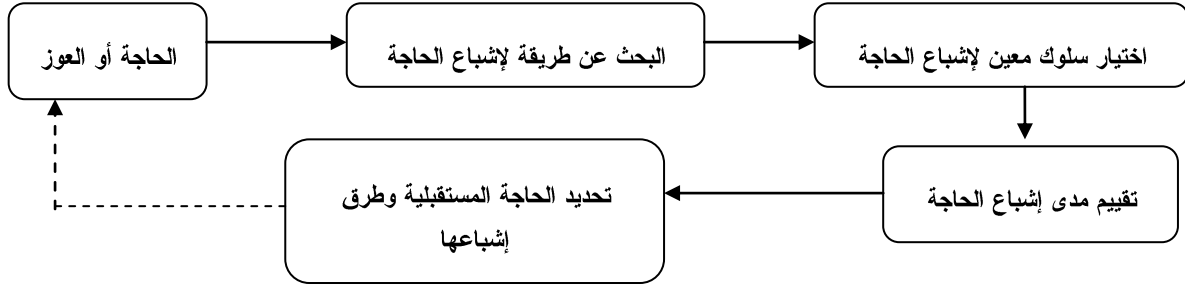 الحاجة أو العوز
البحث عن طريقة لإشباع الحاجة
اختيار سلوك معين لإشباع الحاجة
تقييم مدى إشباع الحاجة
تحديد الحاجة المستقبلية وطرق
إشباعها